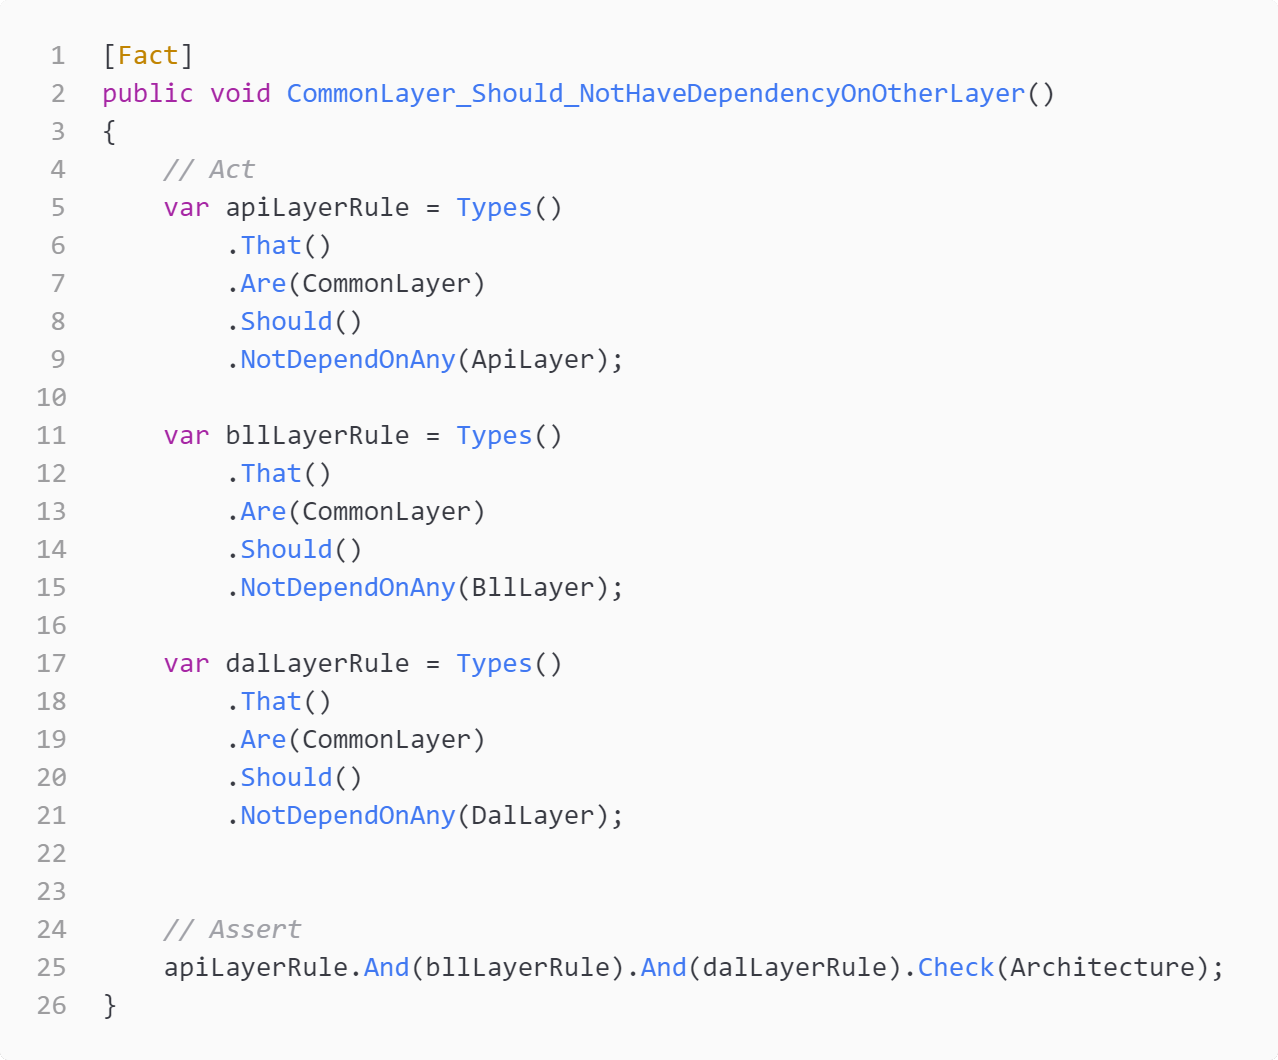 1 [Fact]
2 public void CommonLayer_Should_NotHaveDependencyOnOtherLayer()
3 {
4     // Act
5     var apiLayerRule = Types()
6         .That()
7         .Are(CommonLayer)
8         .Should()
9         .NotDependOnAny(ApiLayer);
10
11     var bllLayerRule = Types()
12         .That()
13         .Are(CommonLayer)
14         .Should()
15         .NotDependOnAny(BllLayer);
16
17     var dalLayerRule = Types()
18         .That()
19         .Are(CommonLayer)
20         .Should()
21         .NotDependOnAny(DalLayer);
22
23
24     // Assert
25     apiLayerRule.And(bllLayerRule).And(dalLayerRule).Check(Architecture);
26 }